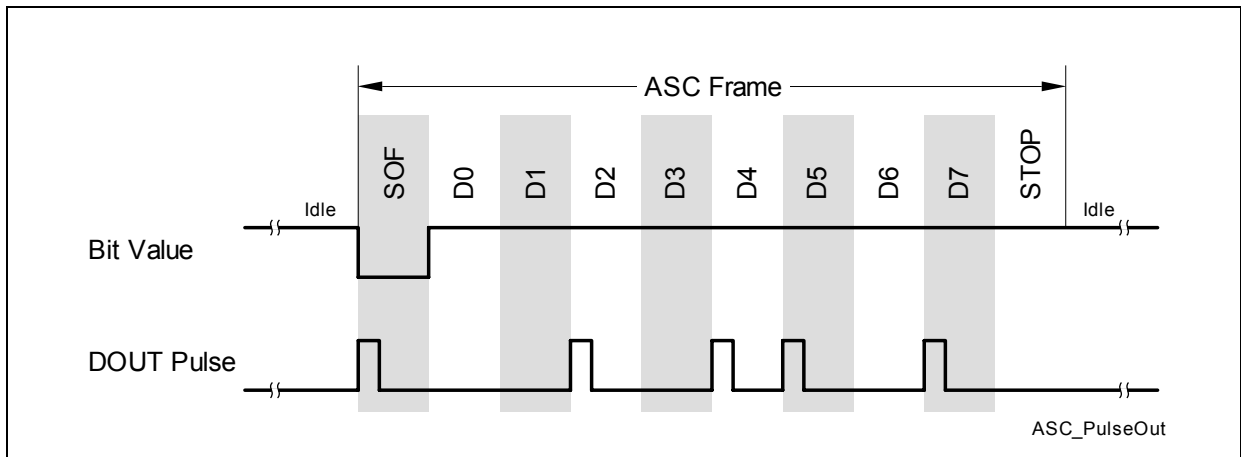 ASC Frame
SOF D0 D1 D2 D3 D4 D5 D6 D7 STOP
Idle Idle
Bit Value
DOUT Pulse
ASC_PulseOut